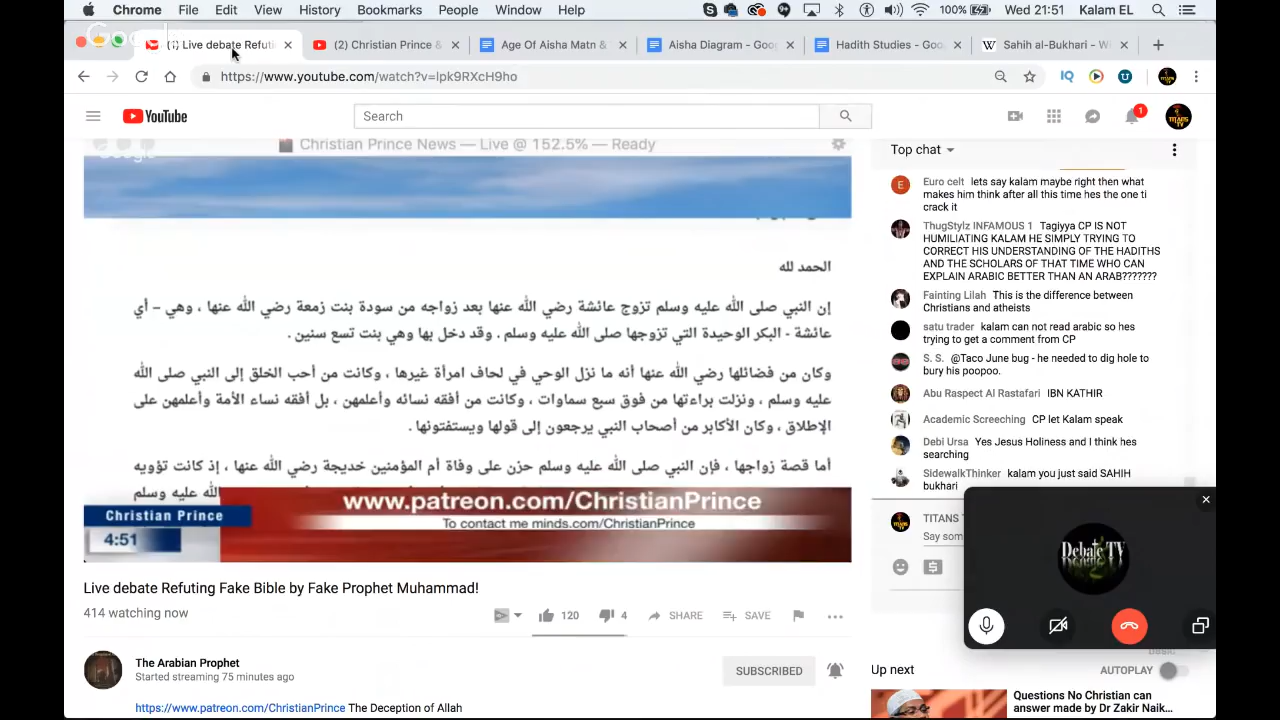 Chrome File Edit View History Bookmarks People Window Help 100% Wed 21:51 Kalam EL
(1) Live debate Refuti (2) Christian Prince & Age Of Aisha Matn & Aisha Diagram - Goo Hadith Studies - Goo Sahih al-Bukhari - W
https://www.youtube.com/watch?v=lpk9RXcH9ho
YouTube
Search
1
Christian Prince News — Live @ 152.5% — Ready
الحمد لله
إن النبي صلى الله عليه وسلم تزوج عائشة رضي الله عنها بعد زواجه من سودة بنت زمعة رضي الله عنها ، وهي – أي
عائشة - البكر الوحيدة التي تزوجها صلى الله عليه وسلم . وقد دخل بها وهي بنت تسع سنين .
وكان من فضائلها رضي الله عنها أنه ما نزل الوحي في لحاف امرأة غيرها ، وكانت من أحب الخلق إلى النبي صلى الله
عليه وسلم ، ونزلت براءتها من فوق سبع سماوات ، وكانت من أفقه نسائه وأعلمهن ، بل أفقه نساء الأمة وأعلمهن على
الإطلاق ، وكان الأكابر من أصحاب النبي يرجعون إلى قولها ويستفتونها .
أما قصة زواجها ، فإن النبي صلى الله عليه وسلم حزن على وفاة أم المؤمنين خديجة رضي الله عنها ، إذ كانت تؤويه
الله عليه وسلم
www.patreon.com/ChristianPrince
To contact me minds.com/ChristianPrince
Christian Prince
4:51
Live debate Refuting Fake Bible by Fake Prophet Muhammad!
414 watching now
120 4 SHARE SAVE
The Arabian Prophet
Started streaming 75 minutes ago
SUBSCRIBED
https://www.patreon.com/ChristianPrince The Deception of Allah
Top chat
Euro celt lets say kalam maybe right then what
makes him think after all this time hes the one ti
crack it
ThugStylz INFAMOUS 1 Tagiyya CP IS NOT
HUMILIATING KALAM HE SIMPLY TRYING TO
CORRECT HIS UNDERSTANDING OF THE HADITHS
AND THE SCHOLARS OF THAT TIME WHO CAN
EXPLAIN ARABIC BETTER THAN AN ARAB???????
Fainting Lilah This is the difference between
Christians and atheists
satu trader kalam can not read arabic so hes
trying to get a comment from CP
S. S. @Taco June bug - he needed to dig hole to
bury his poopoo.
Abu Raspect Al Rastafari IBN KATHIR
Academic Screeching CP let Kalam speak
Debi Ursa Yes Jesus Holiness and I think hes
searching
SidewalkThinker kalam you just said SAHIH
bukhari
TITANS T
Say som
Debate TV
Up next
AUTOPLAY
Questions No Christian can
answer made by Dr Zakir Naik...